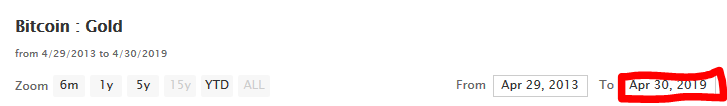 Bitcoin : Gold
from 4/29/2013 to 4/30/2019
Zoom 6m 1y 5y 15y YTD ALL From Apr 29, 2013 To Apr 30, 2019